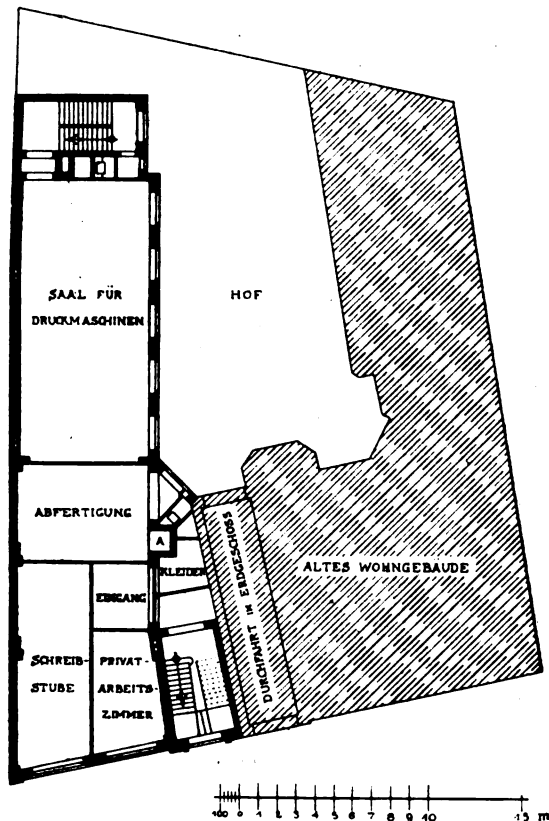 SAAL FÜR
DRUCKMASCHINEN
HOF
ABFERTIGUNG
A
KLEIDER
EINGANG
SCHREIB-
STUBE
PRIVAT-
ARBEITS-
ZIMMER
DURCHFAHRT IM ERDGESCHOSS
ALTES WOHNGEBÄUDE
100 0 1 2 3 4 5 6 7 8 9 10 15 m